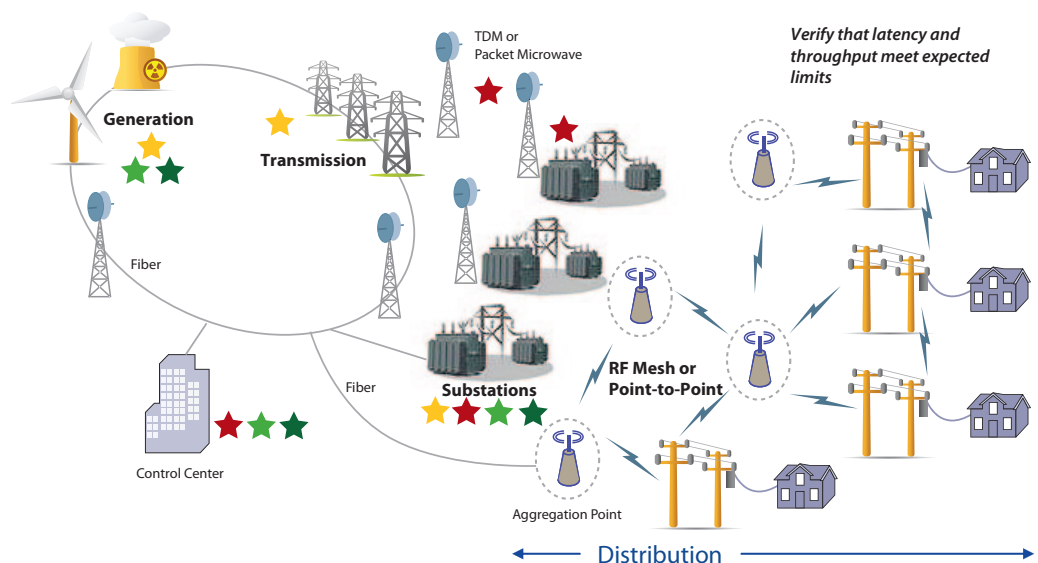 TDM or
Packet Microwave
Verify that latency and
throughput meet expected
limits
Generation
Transmission
Fiber
Fiber
RF Mesh or
Point-to-Point
Substations
Control Center
Aggregation Point
Distribution